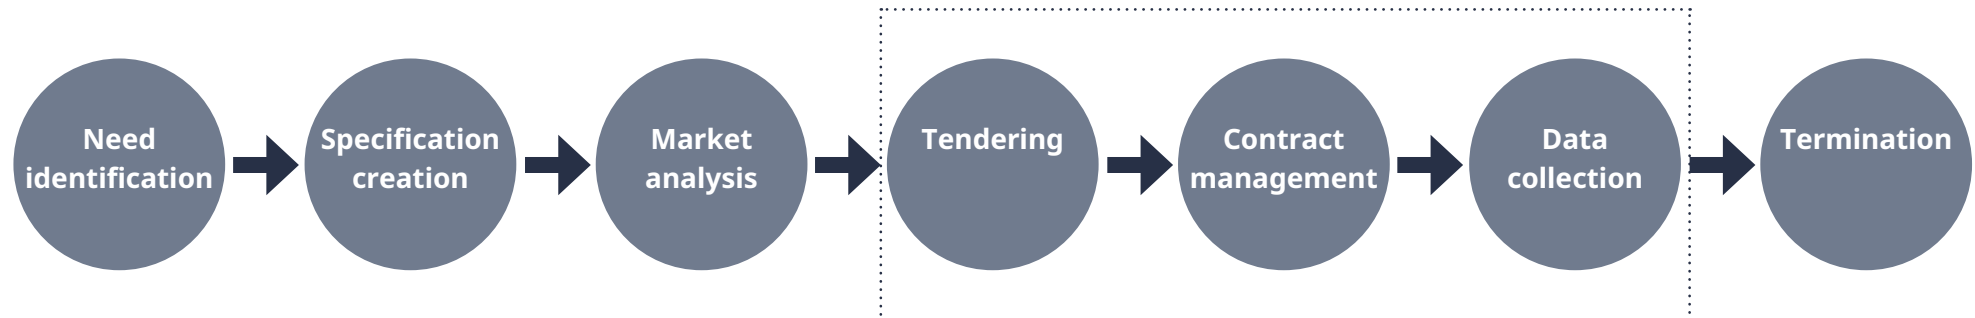 Need
identification
Specification
creation
Market
analysis
Tendering
Contract
management
Data
collection
Termination